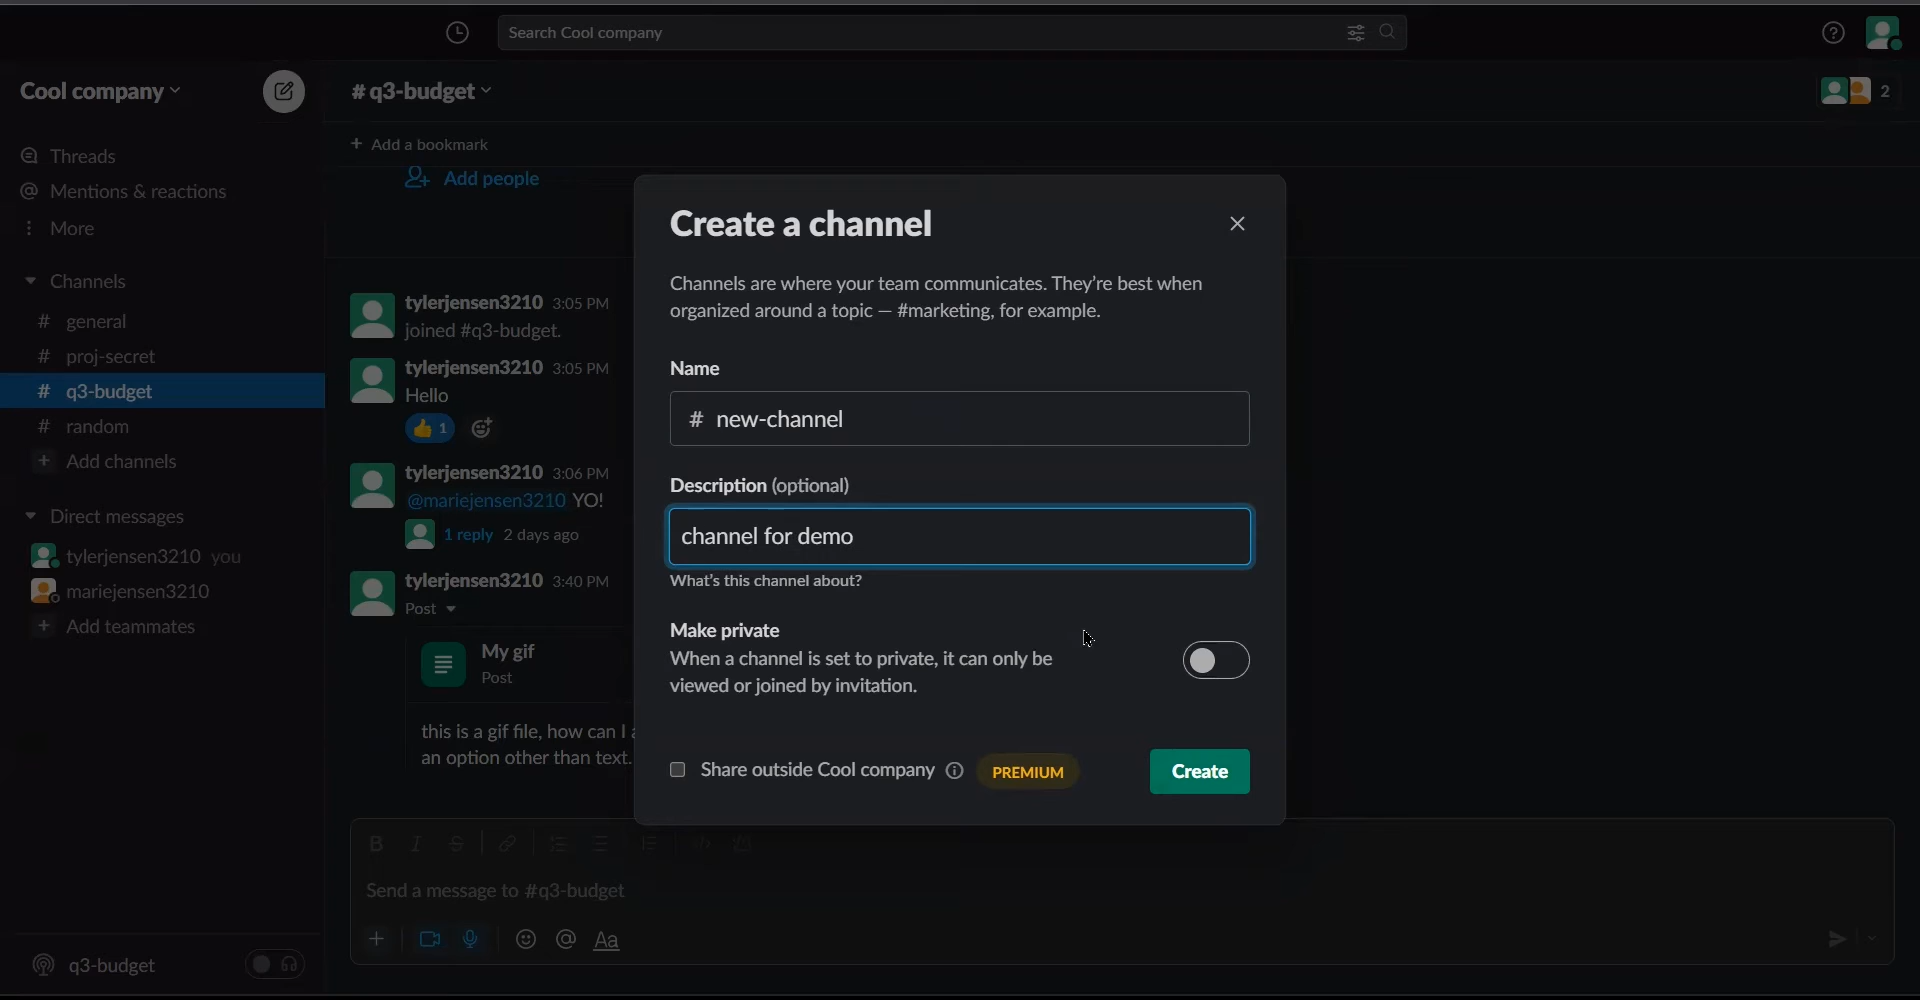 Search Cool company
Cool company
# q3-budget
2
Threads
Mentions & reactions
More
Channels
# general
# proj-secret
# q3-budget
# random
+ Add channels
Direct messages
tylerjensen3210 you
mariejensen3210
+ Add teammates
q3-budget
+ Add a bookmark
Add people
tylerjensen3210 3:05 PM
joined #q3-budget.
tylerjensen3210 3:05 PM
Hello
👍 1
tylerjensen3210 3:06 PM
@mariejensen3210 YO!
1 reply 2 days ago
tylerjensen3210 3:40 PM
Post
My gif
Post
this is a gif file, how can I
an option other than text.
Send a message to #q3-budget
Aa
Create a channel
Channels are where your team communicates. They’re best when
organized around a topic — #marketing, for example.
Name
# new-channel
Description (optional)
channel for demo
What’s this channel about?
Make private
When a channel is set to private, it can only be
viewed or joined by invitation.
Share outside Cool company
PREMIUM
Create